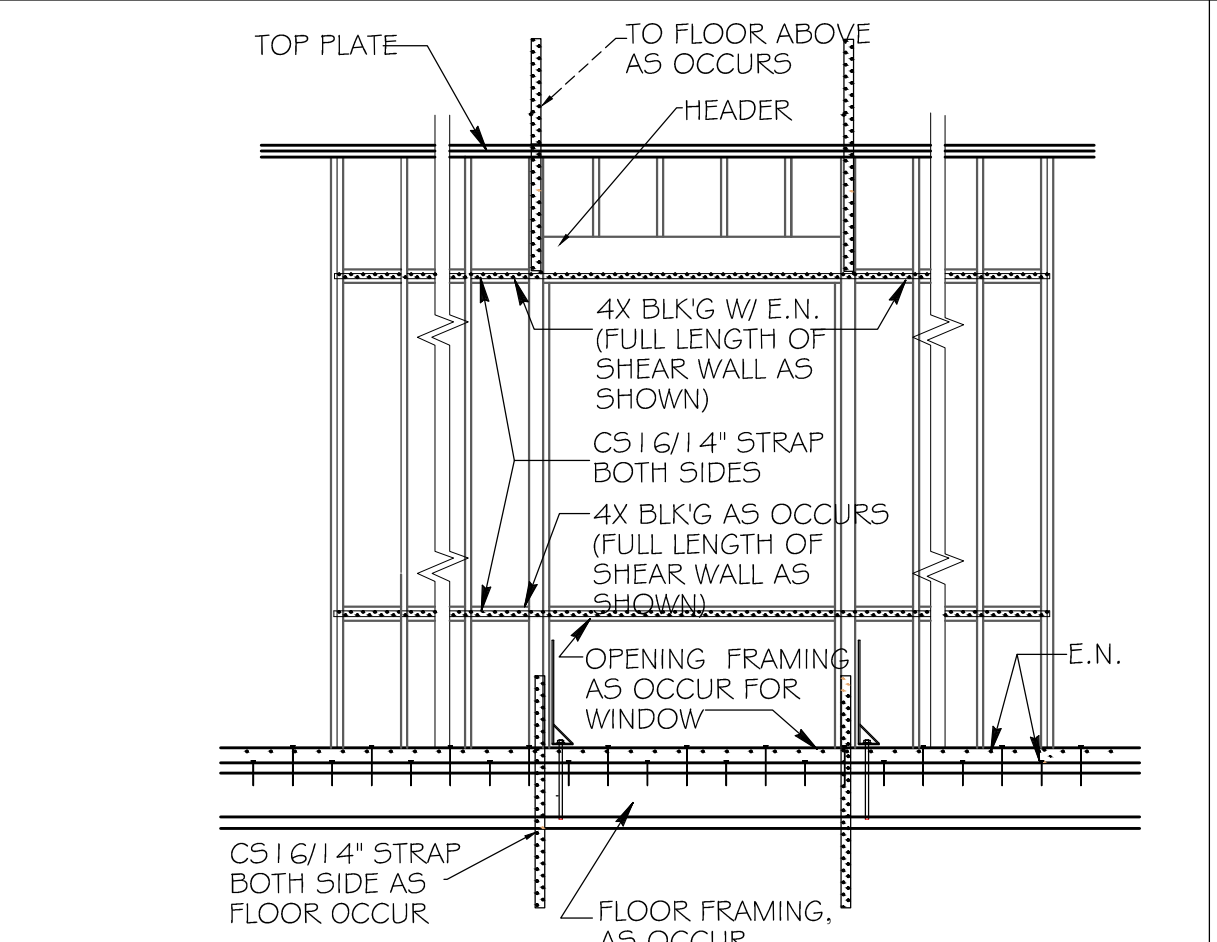 TOP PLATE
TO FLOOR ABOVE
AS OCCURS
HEADER
4X BLK'G W/ E.N.
(FULL LENGTH OF
SHEAR WALL AS
SHOWN)
CS16/14" STRAP
BOTH SIDES
4X BLK'G AS OCCURS
(FULL LENGTH OF
SHEAR WALL AS
SHOWN)
OPENING FRAMING
AS OCCUR FOR
WINDOW
E.N.
CS16/14" STRAP
BOTH SIDE AS
FLOOR OCCUR
FLOOR FRAMING,
AS OCCUR